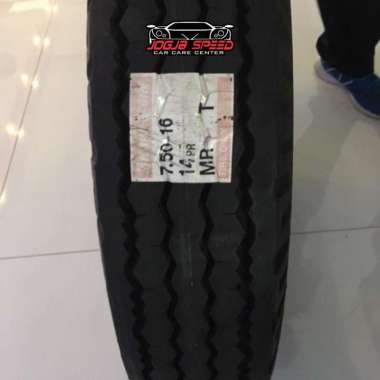 JOGJA SPEED
CAR CARE CENTER
7.50-16
14PR
MR T